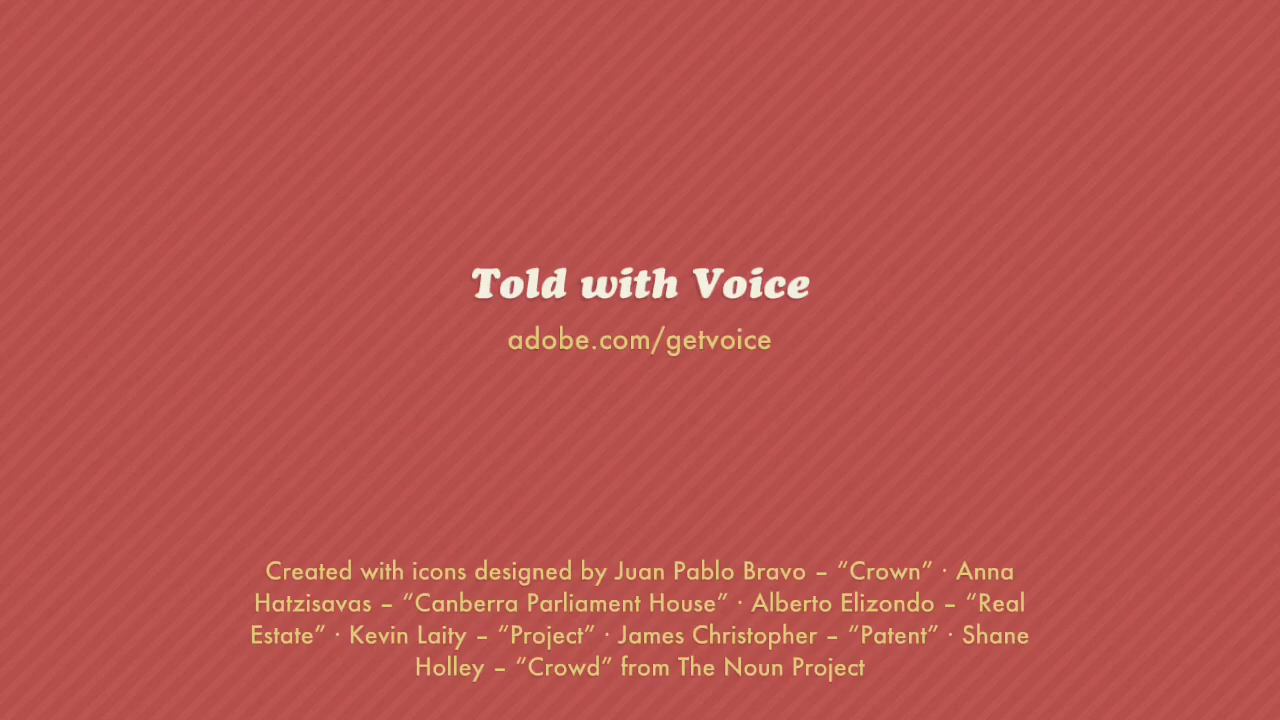 Told with Voice
adobe.com/getvoice
Created with icons designed by Juan Pablo Bravo – “Crown” · Anna
Hatzisavas – “Canberra Parliament House” · Alberto Elizondo – “Real
Estate” · Kevin Laity – “Project” · James Christopher – “Patent” · Shane
Holley – “Crowd” from The Noun Project